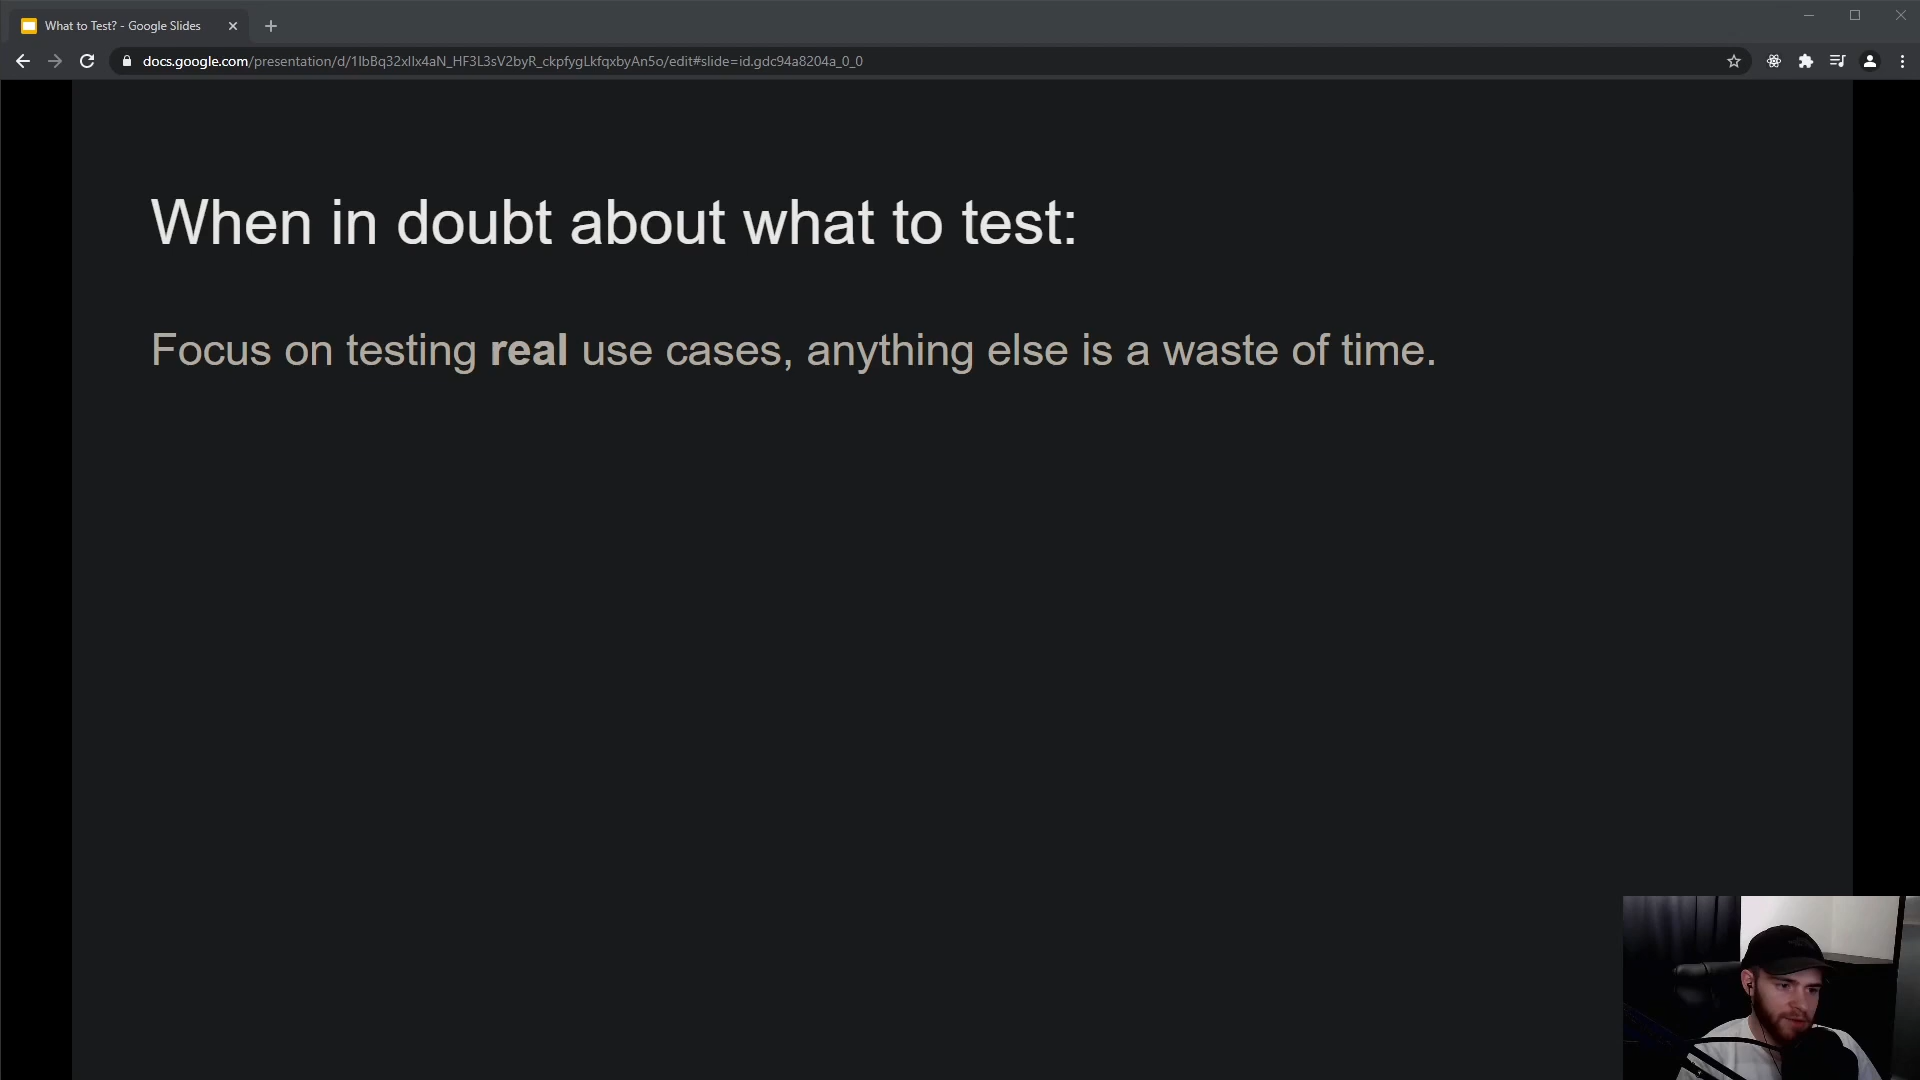 What to Test? - Google Slides
docs.google.com/presentation/d/1IbBq32xllx4aN_HF3L3sV2byR_ckpfygLkfqxbyAn5o/edit#slide=id.gdc94a8204a_0_0
When in doubt about what to test:
Focus on testing real use cases, anything else is a waste of time.